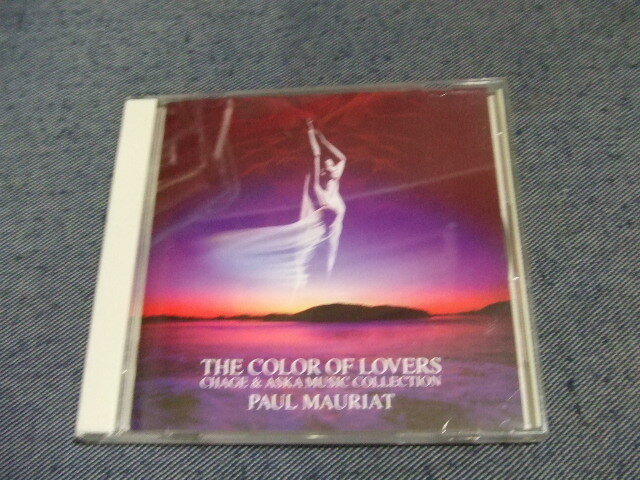 THE COLOR OF LOVERS
CHAGE & ASKA MUSIC COLLECTION
PAUL MAURIAT